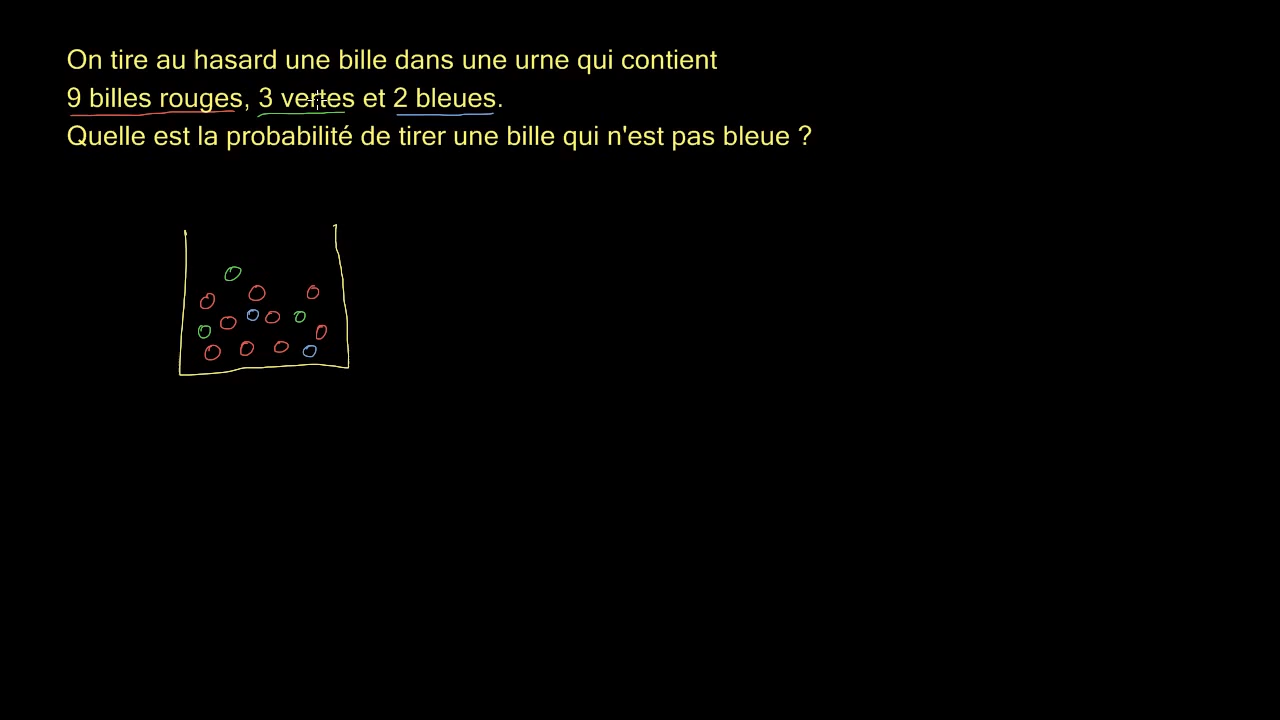 On tire au hasard une bille dans une urne qui contient
9 billes rouges, 3 vertes et 2 bleues.
Quelle est la probabilité de tirer une bille qui n'est pas bleue ?